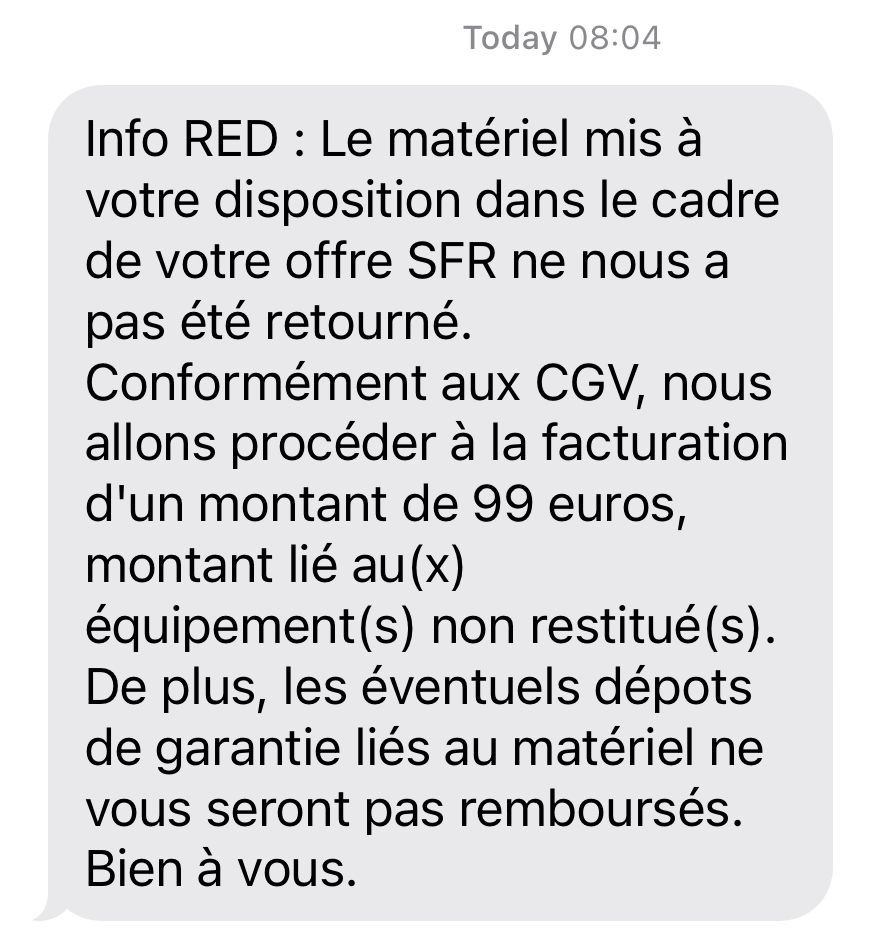 Today 08:04
Info RED : Le matériel mis à
votre disposition dans le cadre
de votre offre SFR ne nous a
pas été retourné.
Conformément aux CGV, nous
allons procéder à la facturation
d'un montant de 99 euros,
montant lié au(x)
équipement(s) non restitué(s).
De plus, les éventuels dépots
de garantie liés au matériel ne
vous seront pas remboursés.
Bien à vous.